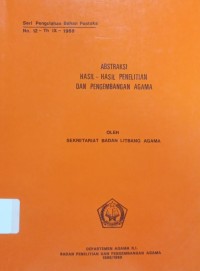 Seri Pengolahan Bahan Pustaka
No. 12 - Th IX - 1989
ABSTRAKSI
HASIL - HASIL PENELITIAN
DAN PENGEMBANGAN AGAMA
OLEH
SEKRETARIAT BADAN LITBANG AGAMA
DEPARTEMEN AGAMA R.I.
BADAN PENELITIAN DAN PENGEMBANGAN AGAMA